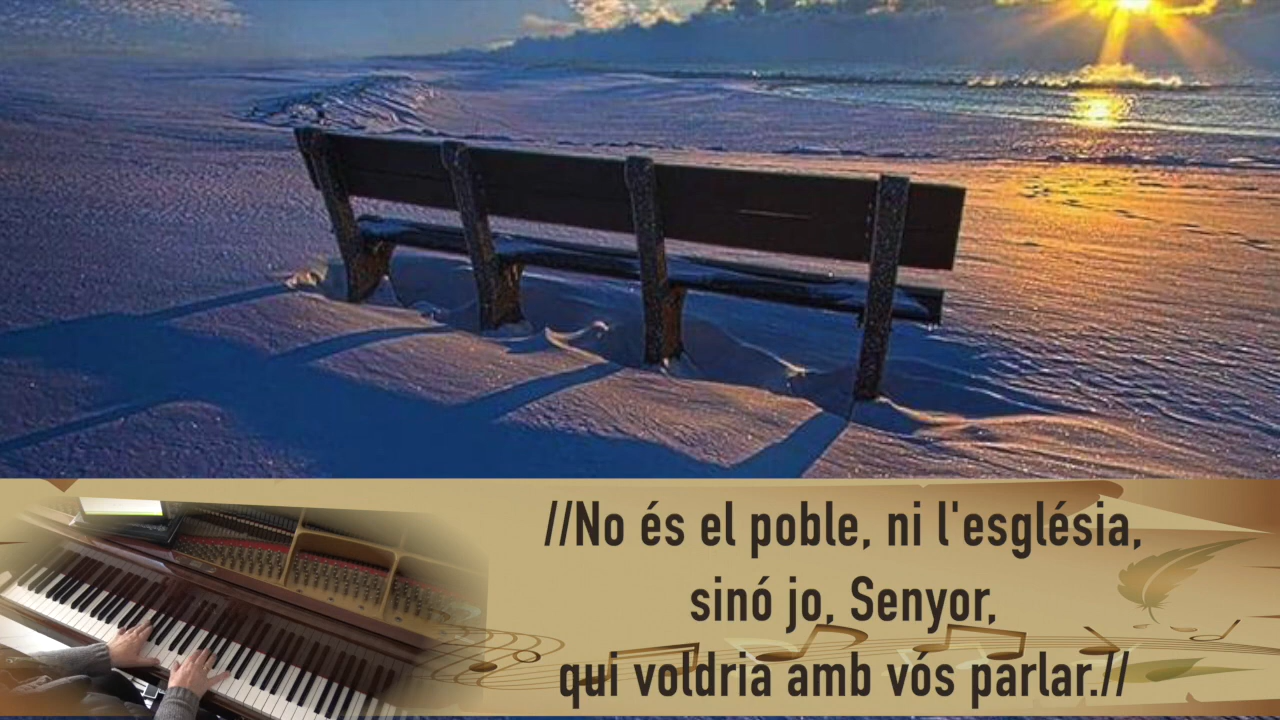 //No és el poble, ni l'església,
sinó jo, Senyor,
qui voldria amb vós parlar.//